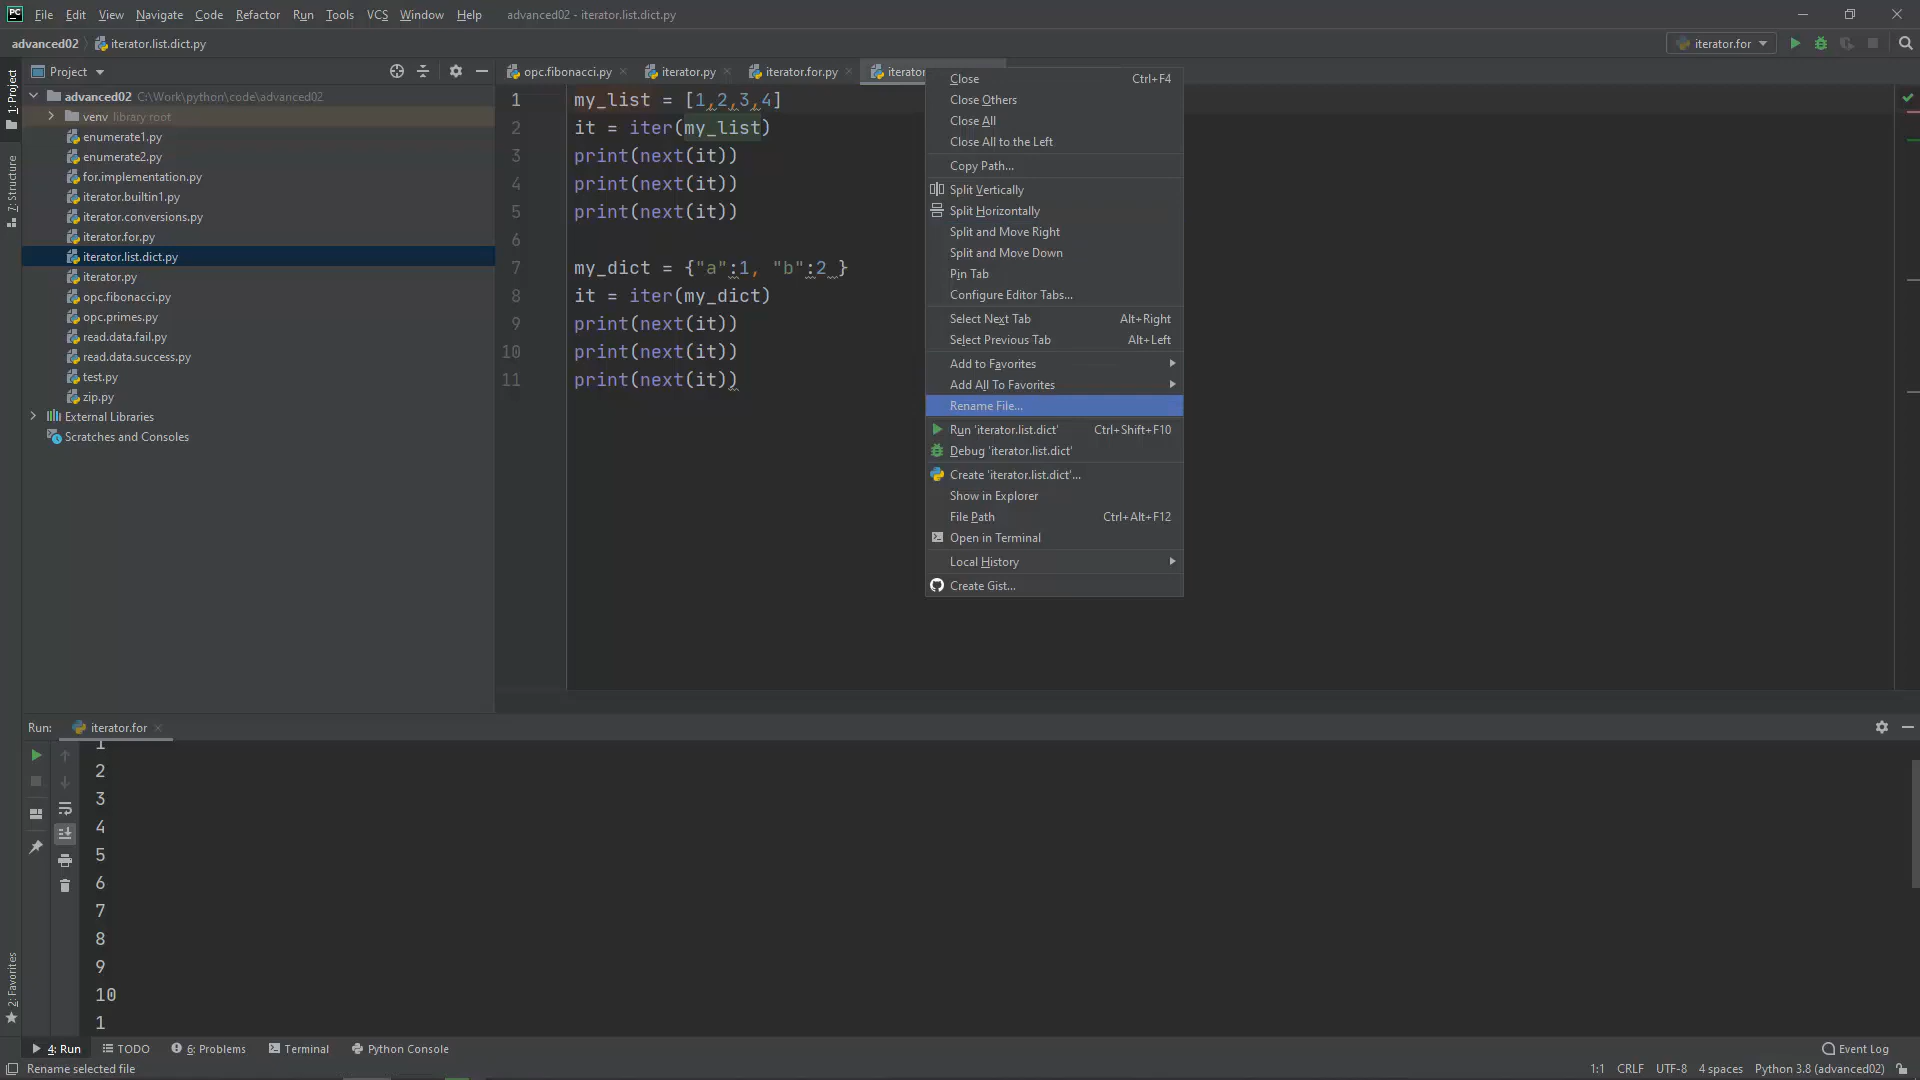 PC File Edit View Navigate Code Refactor Run Tools VCS Window Help advanced02 - iterator.list.dict.py
advanced02 iterator.list.dict.py iterator.for
1: Project
7: Structure
2: Favorites
Project
advanced02 C:\Work\python\code\advanced02
venv library root
enumerate1.py
enumerate2.py
for.implementation.py
iterator.builtin1.py
iterator.conversions.py
iterator.for.py
iterator.list.dict.py
iterator.py
opc.fibonacci.py
opc.primes.py
read.data.fail.py
read.data.success.py
test.py
zip.py
External Libraries
Scratches and Consoles
opc.fibonacci.py iterator.py iterator.for.py iterator
1 my_list = [1,2,3,4]
2 it = iter(my_list)
3 print(next(it))
4 print(next(it))
5 print(next(it))
6
7 my_dict = {"a":1, "b":2 }
8 it = iter(my_dict)
9 print(next(it))
10 print(next(it))
11 print(next(it))
Close Ctrl+F4
Close Others
Close All
Close All to the Left
Copy Path...
Split Vertically
Split Horizontally
Split and Move Right
Split and Move Down
Pin Tab
Configure Editor Tabs...
Select Next Tab Alt+Right
Select Previous Tab Alt+Left
Add to Favorites
Add All To Favorites
Rename File...
Run 'iterator.list.dict' Ctrl+Shift+F10
Debug 'iterator.list.dict'
Create 'iterator.list.dict'...
Show in Explorer
File Path Ctrl+Alt+F12
Open in Terminal
Local History
Create Gist...
Run: iterator.for
1
2
3
4
5
6
7
8
9
10
1
4: Run TODO 6: Problems Terminal Python Console Event Log
Rename selected file 1:1 CRLF UTF-8 4 spaces Python 3.8 (advanced02)